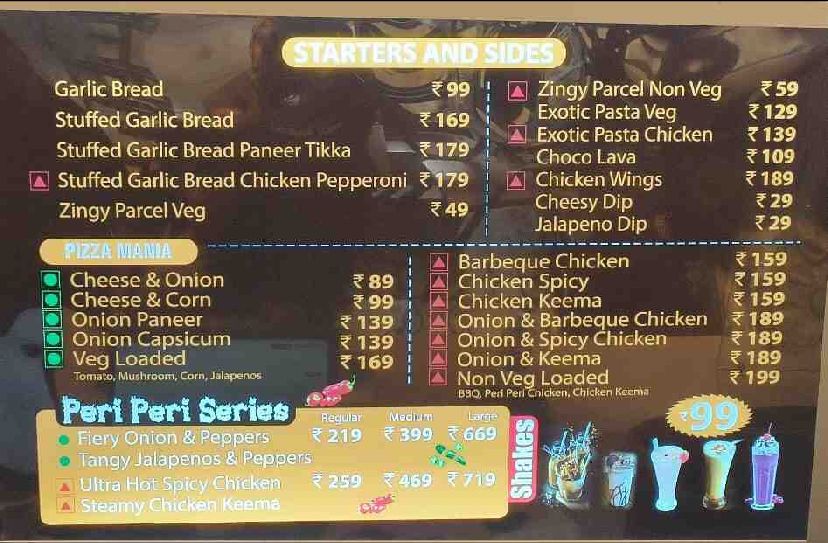 STARTERS AND SIDES
Garlic Bread ₹ 99
Stuffed Garlic Bread ₹ 169
Stuffed Garlic Bread Paneer Tikka ₹ 179
Stuffed Garlic Bread Chicken Pepperoni ₹ 179
Zingy Parcel Veg ₹ 49
Zingy Parcel Non Veg ₹ 59
Exotic Pasta Veg ₹ 129
Exotic Pasta Chicken ₹ 139
Choco Lava ₹ 109
Chicken Wings ₹ 189
Cheesy Dip ₹ 29
Jalapeno Dip ₹ 29
PIZZA MANIA
Cheese & Onion ₹ 89
Cheese & Corn ₹ 99
Onion Paneer ₹ 139
Onion Capsicum ₹ 139
Veg Loaded ₹ 169
Tomato, Mushroom, Corn, Jalapenos
Barbeque Chicken ₹ 159
Chicken Spicy ₹ 159
Chicken Keema ₹ 159
Onion & Barbeque Chicken ₹ 189
Onion & Spicy Chicken ₹ 189
Onion & Keema ₹ 189
Non Veg Loaded ₹ 199
BBQ, Peri Peri Chicken, Chicken Keema
Peri Peri Series
Regular Medium Large
Fiery Onion & Peppers ₹ 219 ₹ 399 ₹ 669
Tangy Jalapenos & Peppers
Ultra Hot Spicy Chicken ₹ 259 ₹ 469 ₹ 719
Steamy Chicken Keema
Shakes
₹99